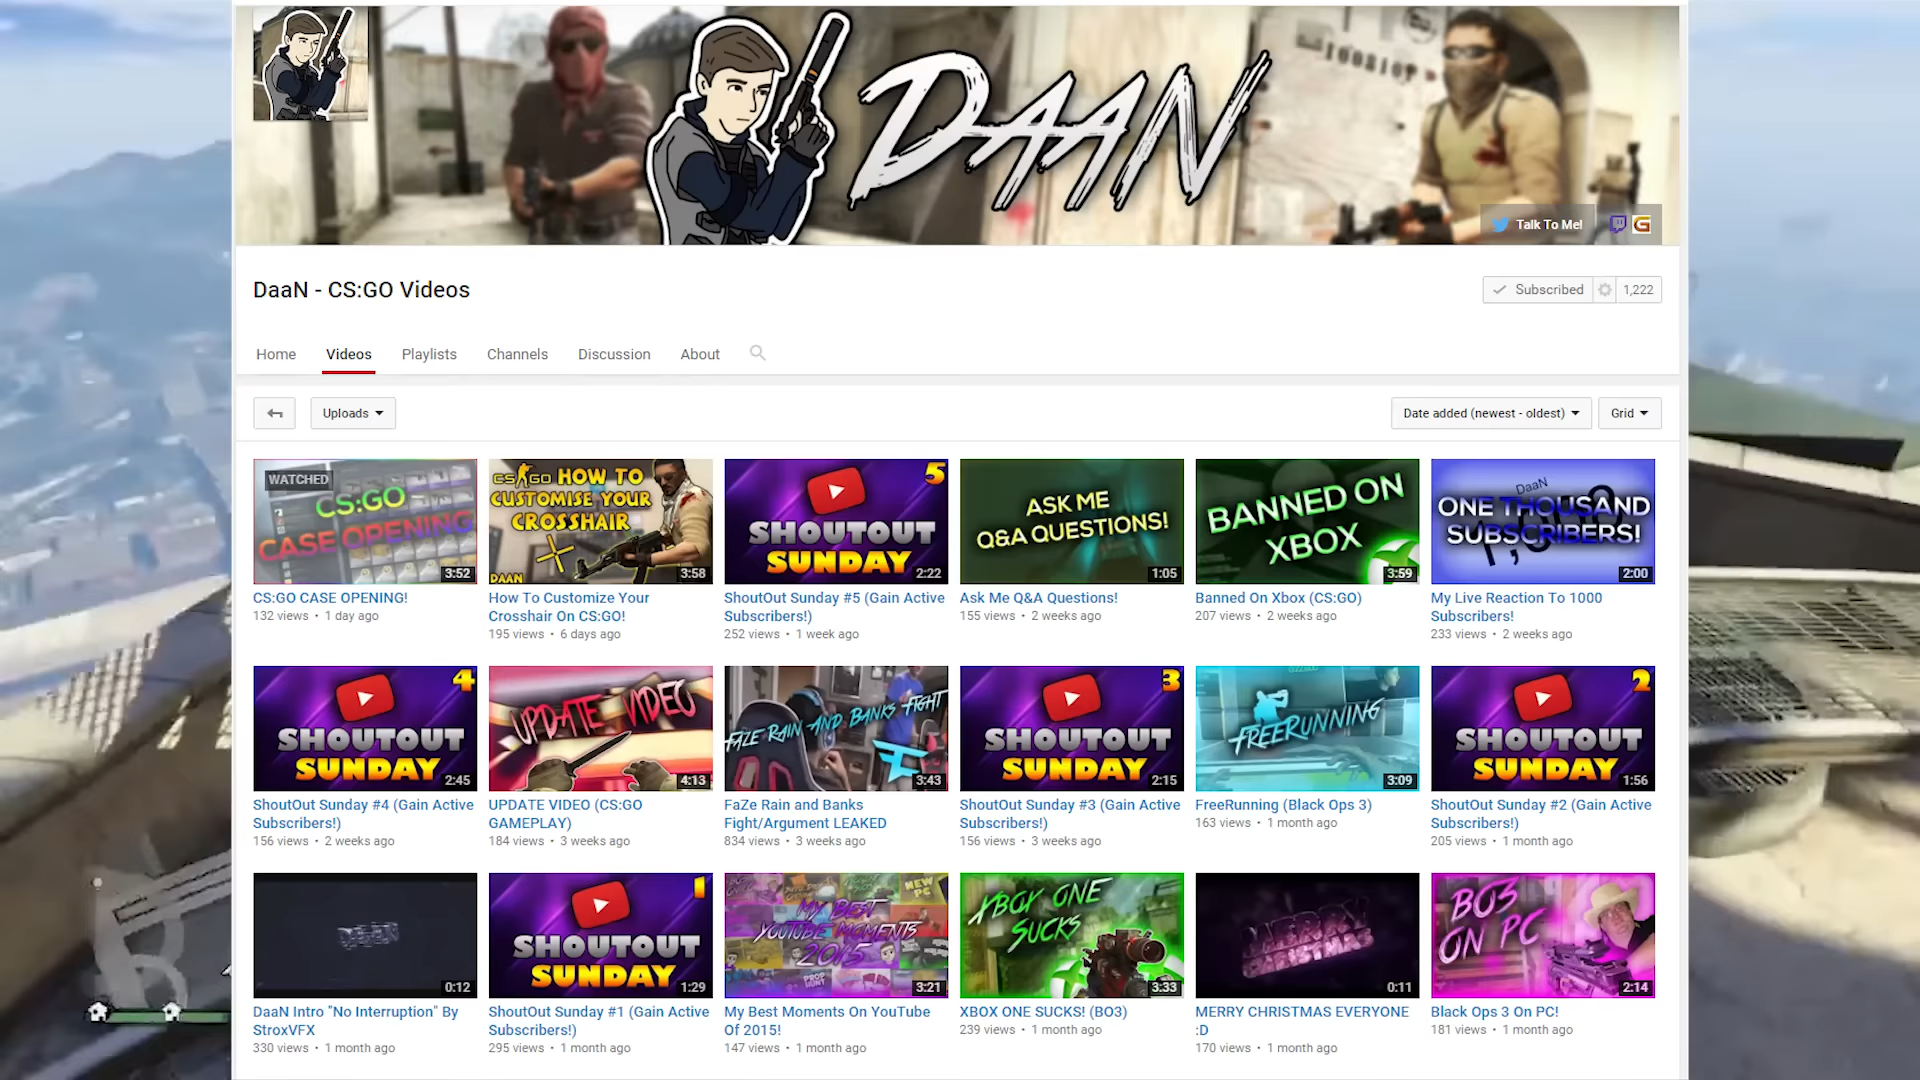 DAAN
Talk To Me!
DaaN - CS:GO Videos
Subscribed
1,222
Home
Videos
Playlists
Channels
Discussion
About
Uploads
Date added (newest - oldest)
Grid
WATCHED
CS:GO
CASE OPENING
3:52
CS:GO CASE OPENING!
132 views • 1 day ago
CS GO HOW TO
CUSTOMISE YOUR
CROSSHAIR
DAAN
3:58
How To Customize Your
Crosshair On CS:GO!
195 views • 6 days ago
5
SHOUTOUT
SUNDAY
2:22
ShoutOut Sunday #5 (Gain Active
Subscribers!)
252 views • 1 week ago
ASK ME
Q&A QUESTIONS!
1:05
Ask Me Q&A Questions!
155 views • 2 weeks ago
BANNED ON
XBOX
3:59
Banned On Xbox (CS:GO)
207 views • 2 weeks ago
DaaN
ONE THOUSAND
SUBSCRIBERS!
2:00
My Live Reaction To 1000
Subscribers!
233 views • 2 weeks ago
4
SHOUTOUT
SUNDAY
2:45
ShoutOut Sunday #4 (Gain Active
Subscribers!)
156 views • 2 weeks ago
UPDATE VIDEO
4:13
UPDATE VIDEO (CS:GO
GAMEPLAY)
184 views • 3 weeks ago
FAZE RAIN AND BANKS FIGHT
3:43
FaZe Rain and Banks
Fight/Argument LEAKED
834 views • 3 weeks ago
3
SHOUTOUT
SUNDAY
2:15
ShoutOut Sunday #3 (Gain Active
Subscribers!)
156 views • 3 weeks ago
FREERUNNING
3:09
FreeRunning (Black Ops 3)
163 views • 1 month ago
2
SHOUTOUT
SUNDAY
1:56
ShoutOut Sunday #2 (Gain Active
Subscribers!)
205 views • 1 month ago
0:12
DaaN Intro "No Interruption" By
StroxVFX
330 views • 1 month ago
1
SHOUTOUT
SUNDAY
1:29
ShoutOut Sunday #1 (Gain Active
Subscribers!)
295 views • 1 month ago
NEW
PC
MY BEST
YOUTUBE MOMENTS
2015
PROP
HUNT
3:21
My Best Moments On YouTube
Of 2015!
147 views • 1 month ago
XBOX ONE
SUCKS
3:33
XBOX ONE SUCKS! (BO3)
239 views • 1 month ago
MERRY
CHRISTMAS
0:11
MERRY CHRISTMAS EVERYONE
:D
170 views • 1 month ago
BO3
ON PC
2:14
Black Ops 3 On PC!
181 views • 1 month ago